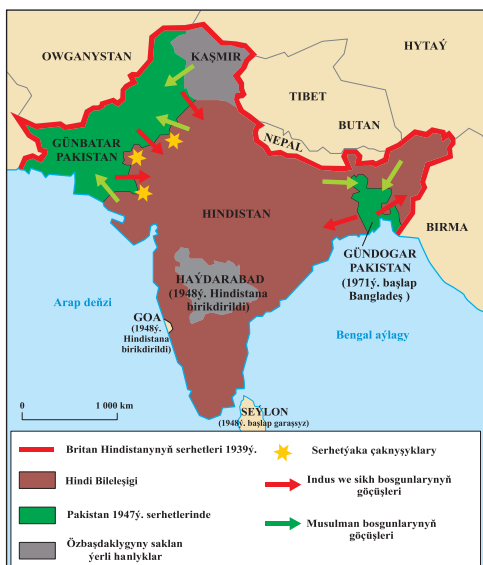 OWGANYSTAN
KAŞMIR
HYTAÝ
TIBET
BUTAN
NEPAL
GÜNBATAR
PAKISTAN
HINDISTAN
BIRMA
GÜNDOGAR
PAKISTAN
(1971ý. başlap
Bangladeş )
HAÝDARABAD
(1948ý. Hindistana
birikdirildi)
Arap deňzi
GOA
(1948ý.
Hindistana
birikdirildi)
Bengal aýlagy
0
1 000 km
SEÝLON
(1948ý. başlap garaşsyz)
Britan Hindistanynyň serhetleri 1939ý.
Hindi Bileleşigi
Pakistan 1947ý. serhetlerinde
Özbaşdaklygyny saklan
ýerli hanlyklar
Serhetýaka çaknyşyklary
Indus we sikh bosgunlarynyň
göçüşleri
Musulman bosgunlarynyň
göçüşleri